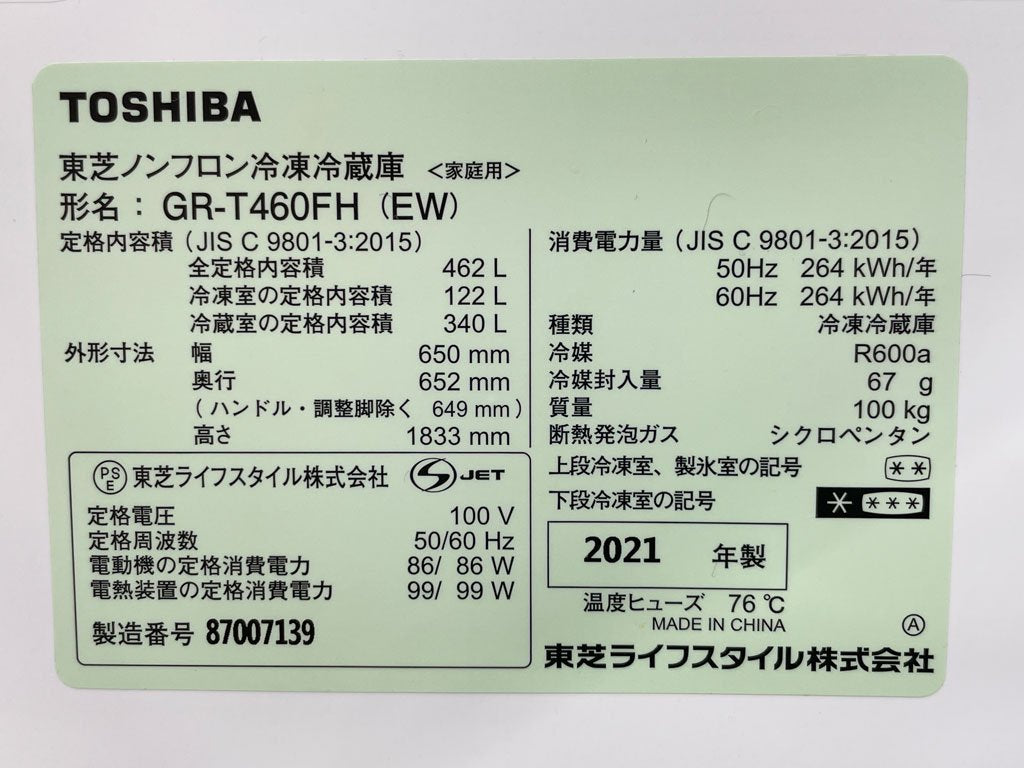 TOSHIBA
東芝ノンフロン冷凍冷蔵庫 <家庭用>
形名： GR-T460FH (EW)
定格内容積 (JIS C 9801-3:2015)
全定格内容積 462 L
冷凍室の定格内容積 122 L
冷蔵室の定格内容積 340 L
外形寸法 幅 650 mm
奥行 652 mm
(ハンドル・調整脚除く 649 mm)
高さ 1833 mm
PS E 東芝ライフスタイル株式会社 S JET
定格電圧 100 V
定格周波数 50/60 Hz
電動機の定格消費電力 86/ 86 W
電熱装置の定格消費電力 99/ 99 W
製造番号 87007139
消費電力量 (JIS C 9801-3:2015)
50Hz 264 kWh/年
60Hz 264 kWh/年
種類 冷凍冷蔵庫
冷媒 R600a
冷媒封入量 67 g
質量 100 kg
断熱発泡ガス シクロペンタン
上段冷凍室、製氷室の記号 **
下段冷凍室の記号 * ***
2021 年製
温度ヒューズ 76 ℃
MADE IN CHINA
Ⓐ
東芝ライフスタイル株式会社